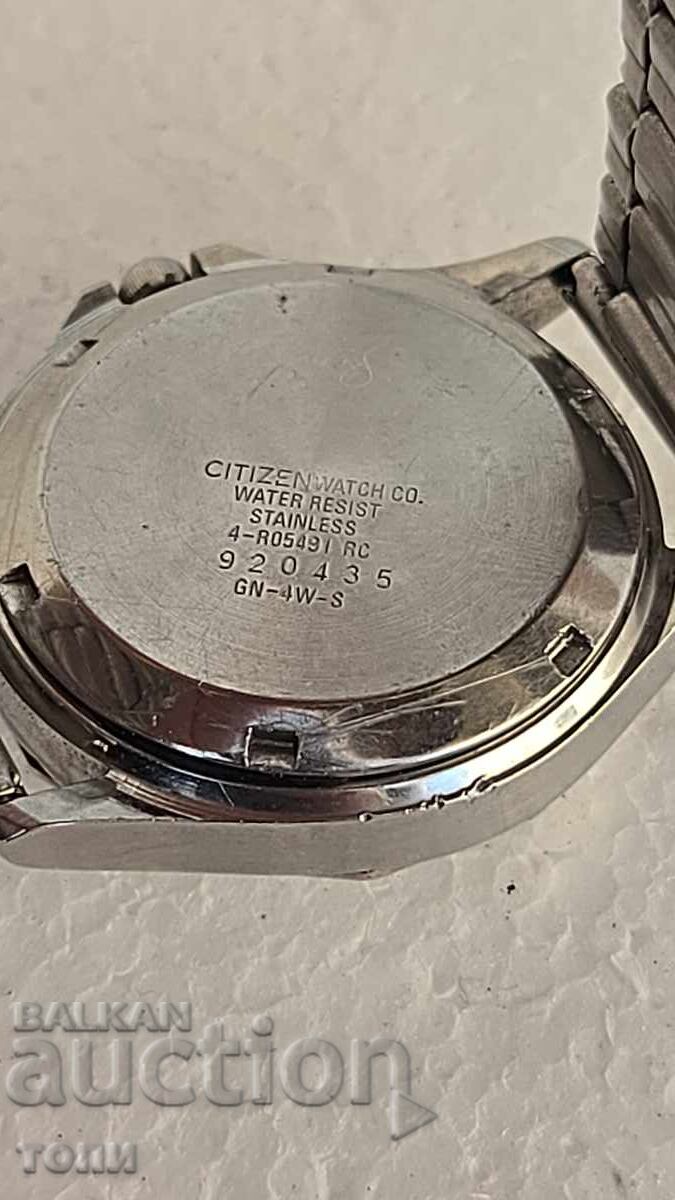 CITIZEN WATCH CO.
WATER RESIST
STAINLESS
4-R05491 RC
920435
GN-4W-S
BALKAN
auction
топи